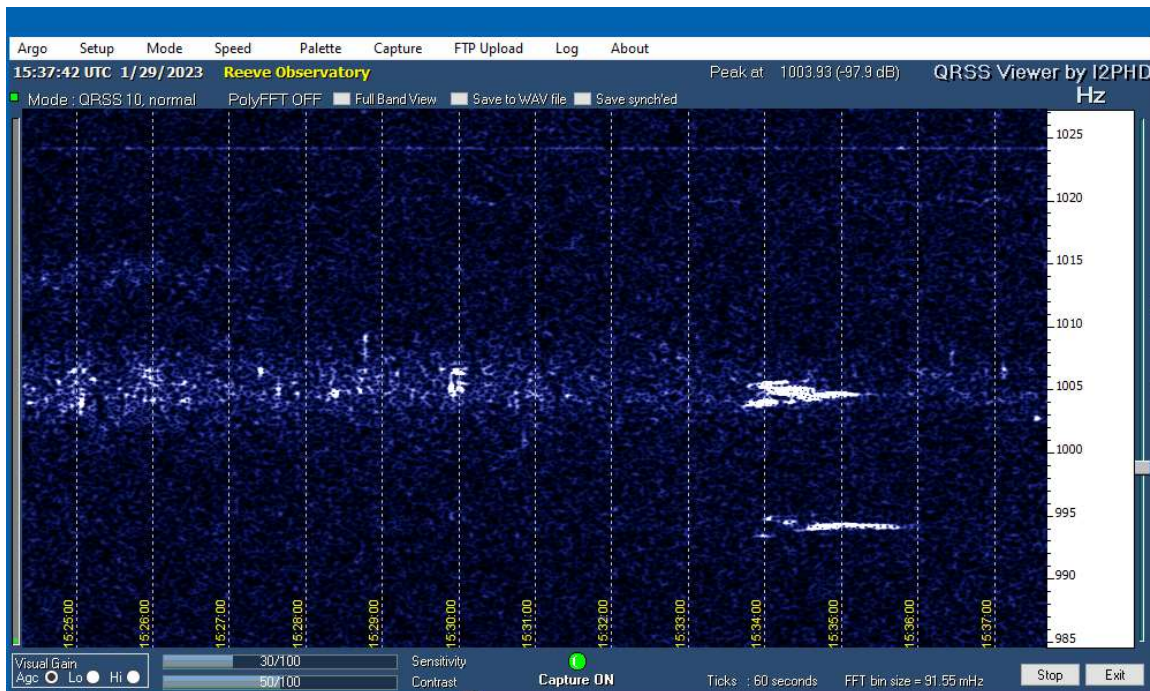 Argo Setup Mode Speed Palette Capture FTP Upload Log About
15:37:42 UTC 1/29/2023 Reeve Observatory Peak at 1003.93 (-97.9 dB) QRSS Viewer by I2PHD
Mode : QRSS 10, normal PolyFFT OFF Full Band View Save to WAV file Save synch'ed Hz
1025
1020
1015
1010
1005
1000
995
990
985
15:25:00 15:26:00 15:27:00 15:28:00 15:29:00 15:30:00 15:31:00 15:32:00 15:33:00 15:34:00 15:35:00 15:36:00 15:37:00
Visual Gain 30/100 Sensitivity
Agc Lo Hi 50/100 Contrast Capture ON Ticks : 60 seconds FFT bin size = 91.55 mHz Stop Exit